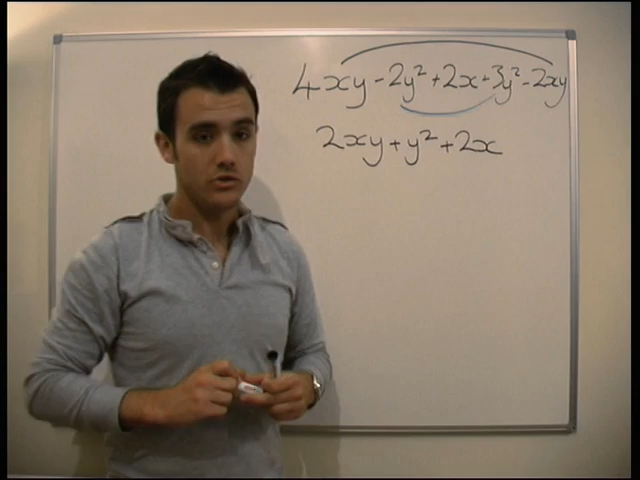 4xy - 2y² + 2x + 3y² - 2xy
2xy + y² + 2x